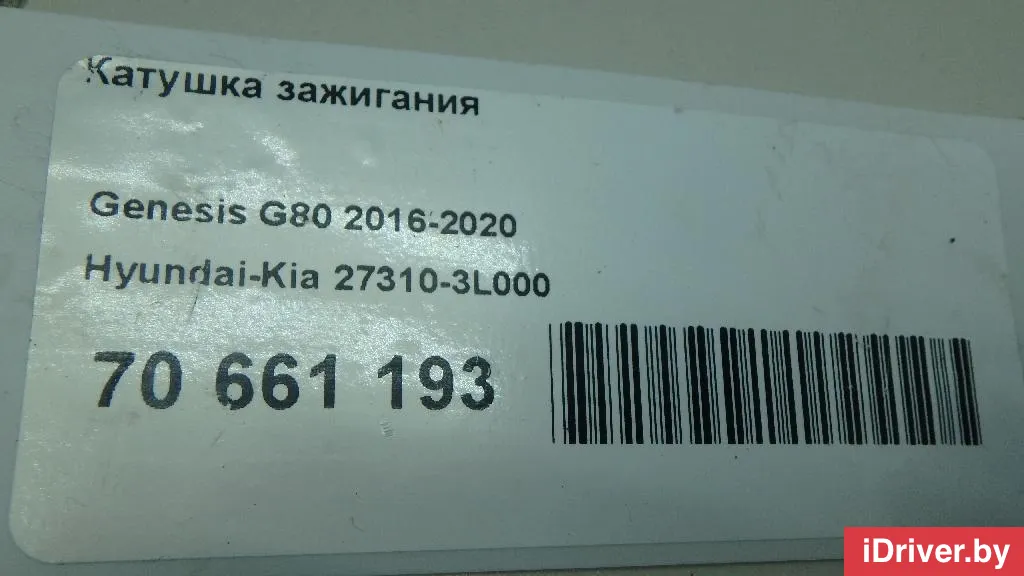 Катушка зажигания
Genesis G80 2016-2020
Hyundai-Kia 27310-3L000
70 661 193
iDriver.by